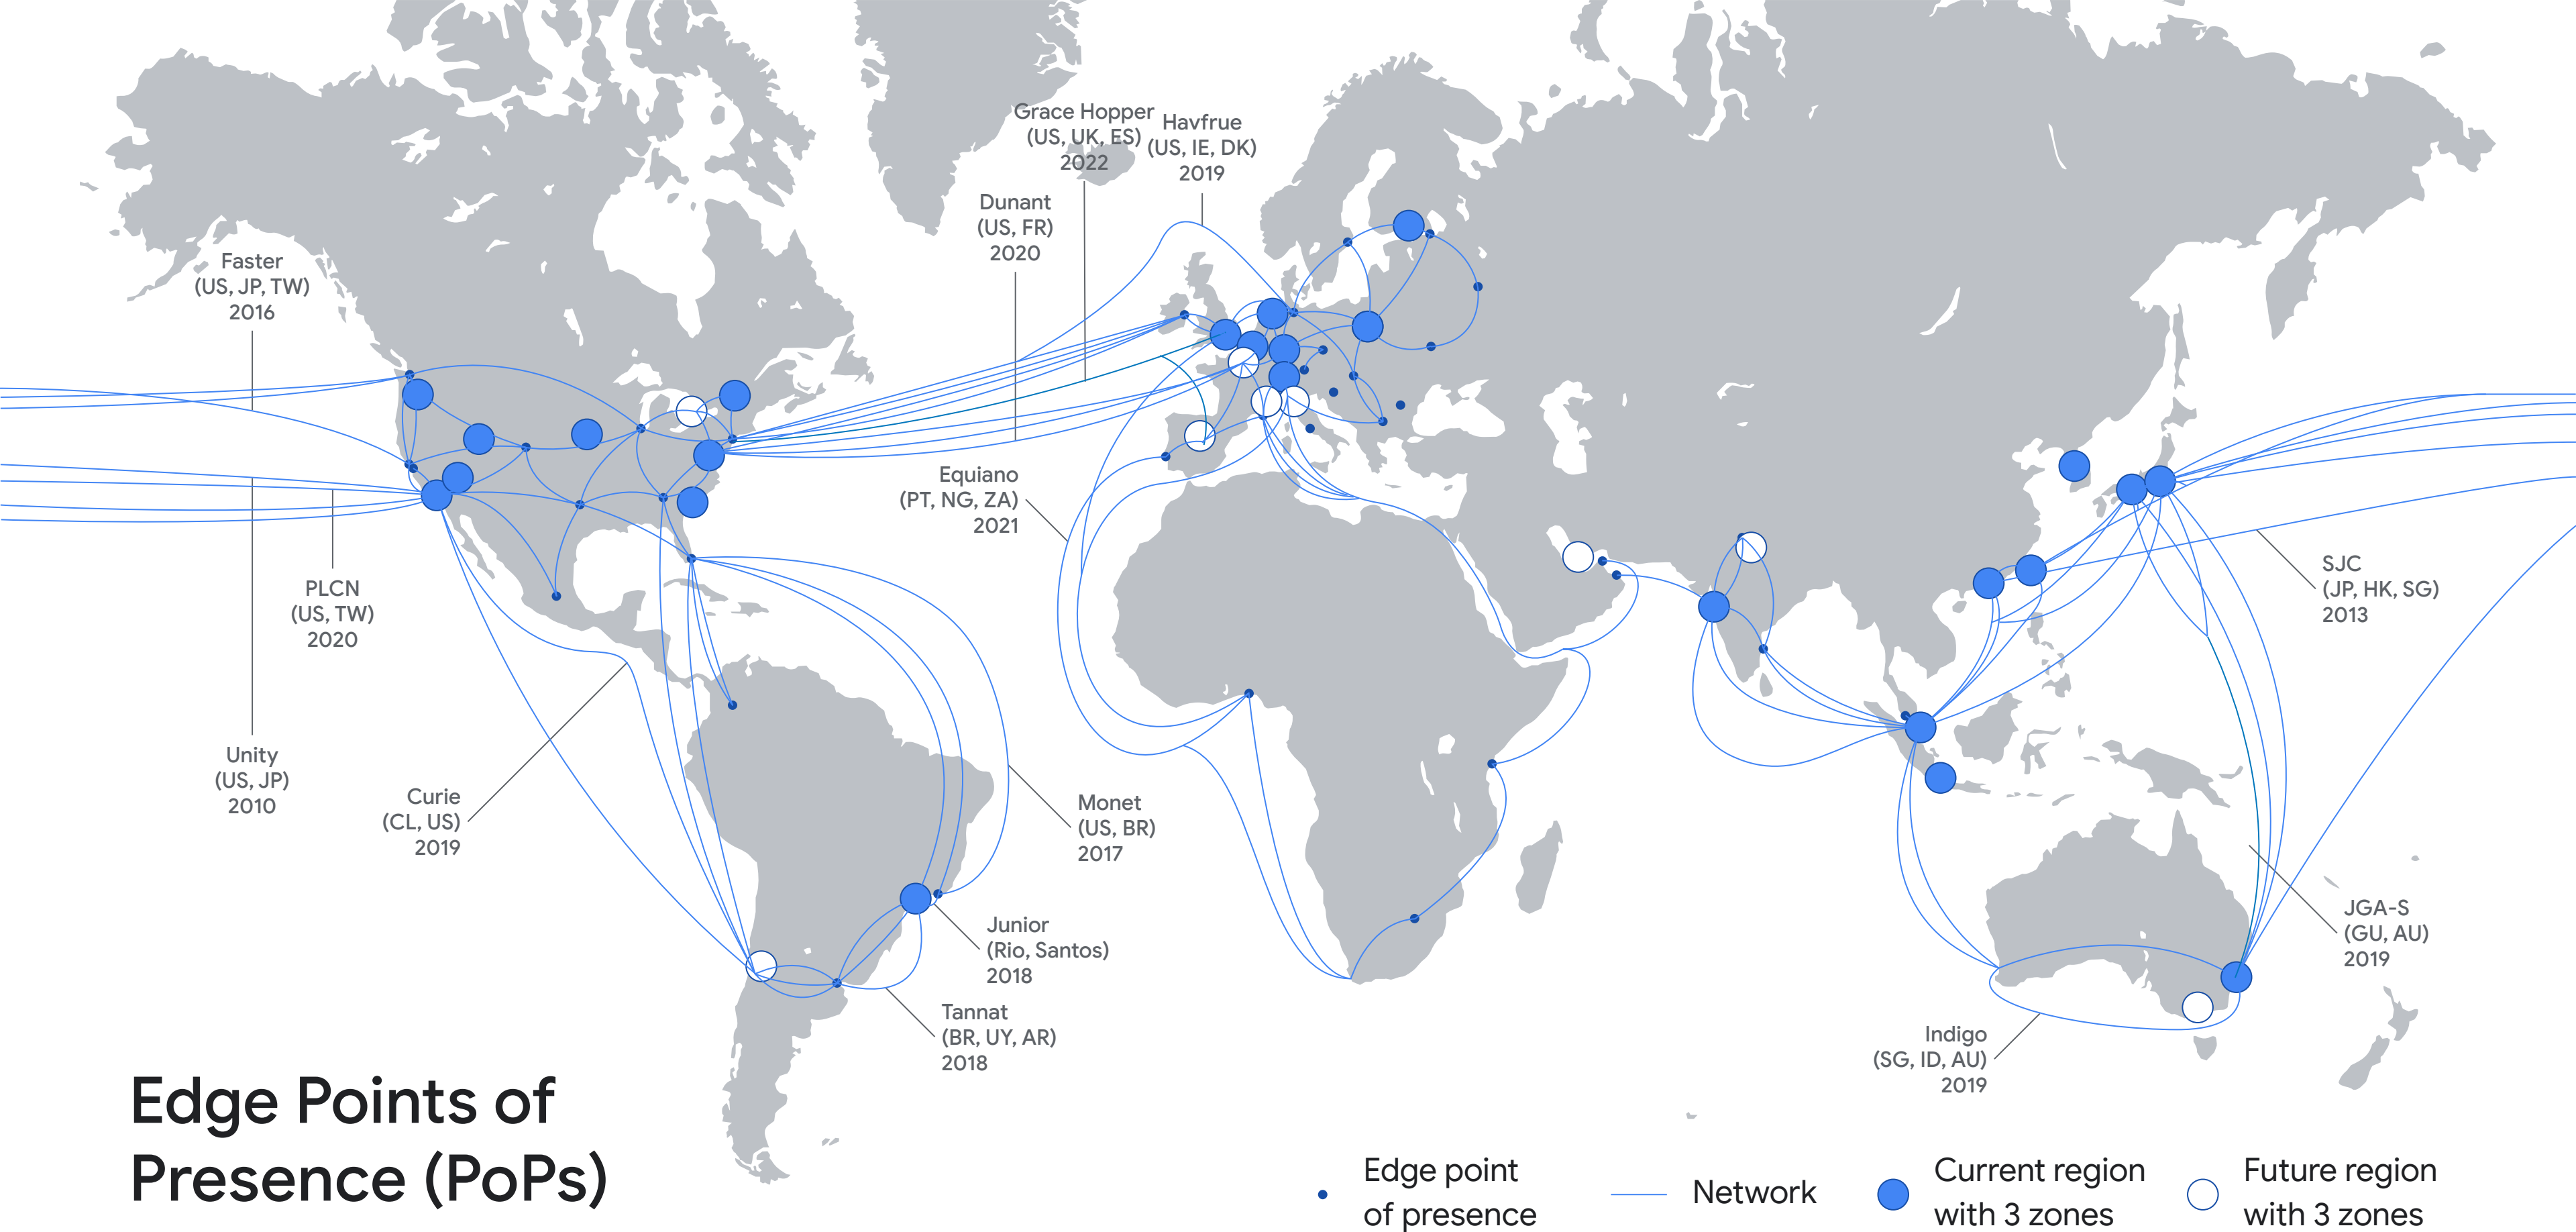 Grace Hopper
(US, UK, ES)
2022
Havfrue
(US, IE, DK)
2019
Dunant
(US, FR)
2020
Faster
(US, JP, TW)
2016
Equiano
(PT, NG, ZA)
2021
PLCN
(US, TW)
2020
SJC
(JP, HK, SG)
2013
Unity
(US, JP)
2010
Curie
(CL, US)
2019
Monet
(US, BR)
2017
Junior
(Rio, Santos)
2018
JGA-S
(GU, AU)
2019
Tannat
(BR, UY, AR)
2018
Indigo
(SG, ID, AU)
2019
Edge Points of
Presence (PoPs)
Edge point
of presence
Network
Current region
with 3 zones
Future region
with 3 zones